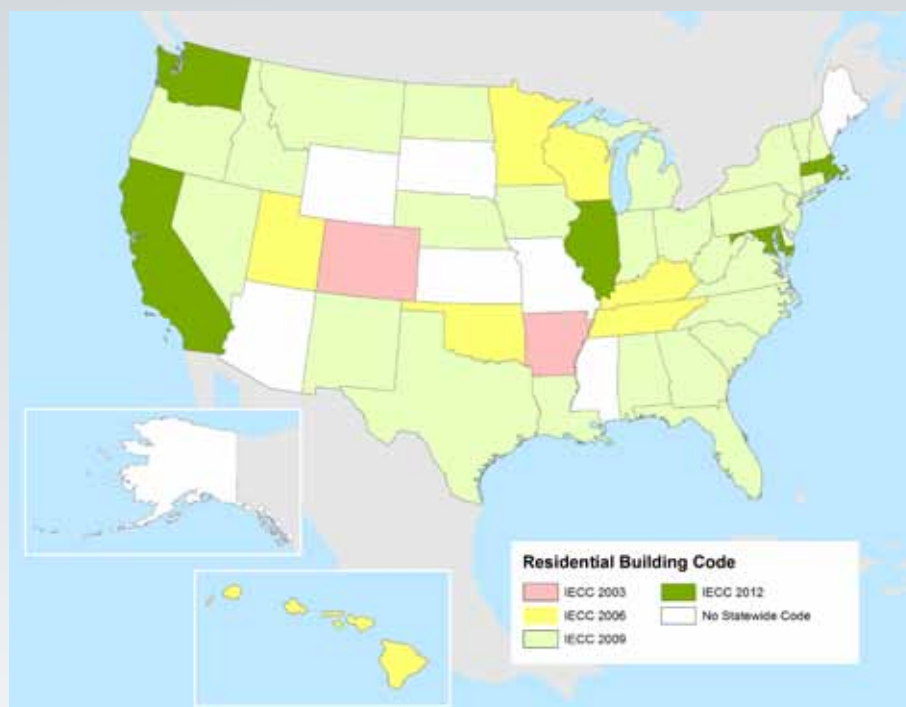 Residential Building Code
IECC 2003
IECC 2006
IECC 2009
IECC 2012
No Statewide Code